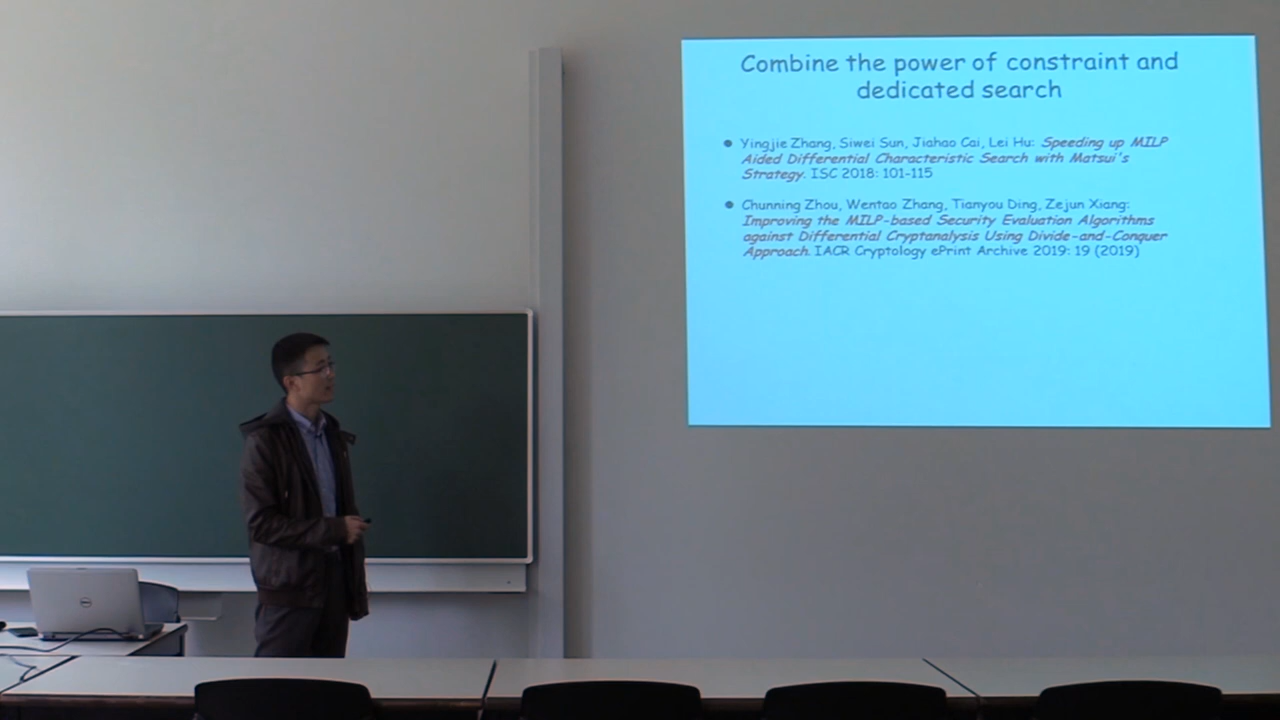 Combine the power of constraint and
dedicated search
Yingjie Zhang, Siwei Sun, Jiahao Cai, Lei Hu: Speeding up MILP
Aided Differential Characteristic Search with Matsui's
Strategy. ISC 2018: 101-115
Chunning Zhou, Wentao Zhang, Tianyou Ding, Zejun Xiang:
Improving the MILP-based Security Evaluation Algorithms
against Differential Cryptanalysis Using Divide-and-Conquer
Approach. IACR Cryptology ePrint Archive 2019: 19 (2019)
DELL